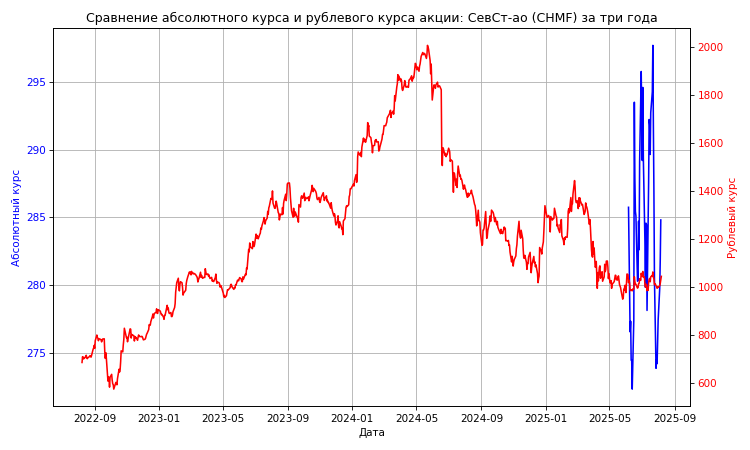 Сравнение абсолютного курса и рублевого курса акции: СевСт-ао (CHMF) за три года
Абсолютный курс
295
290
285
280
275
2000
1800
1600
1400
1200
1000
800
600
Рублевый курс
2022-09 2023-01 2023-05 2023-09 2024-01 2024-05 2024-09 2025-01 2025-05 2025-09
Дата